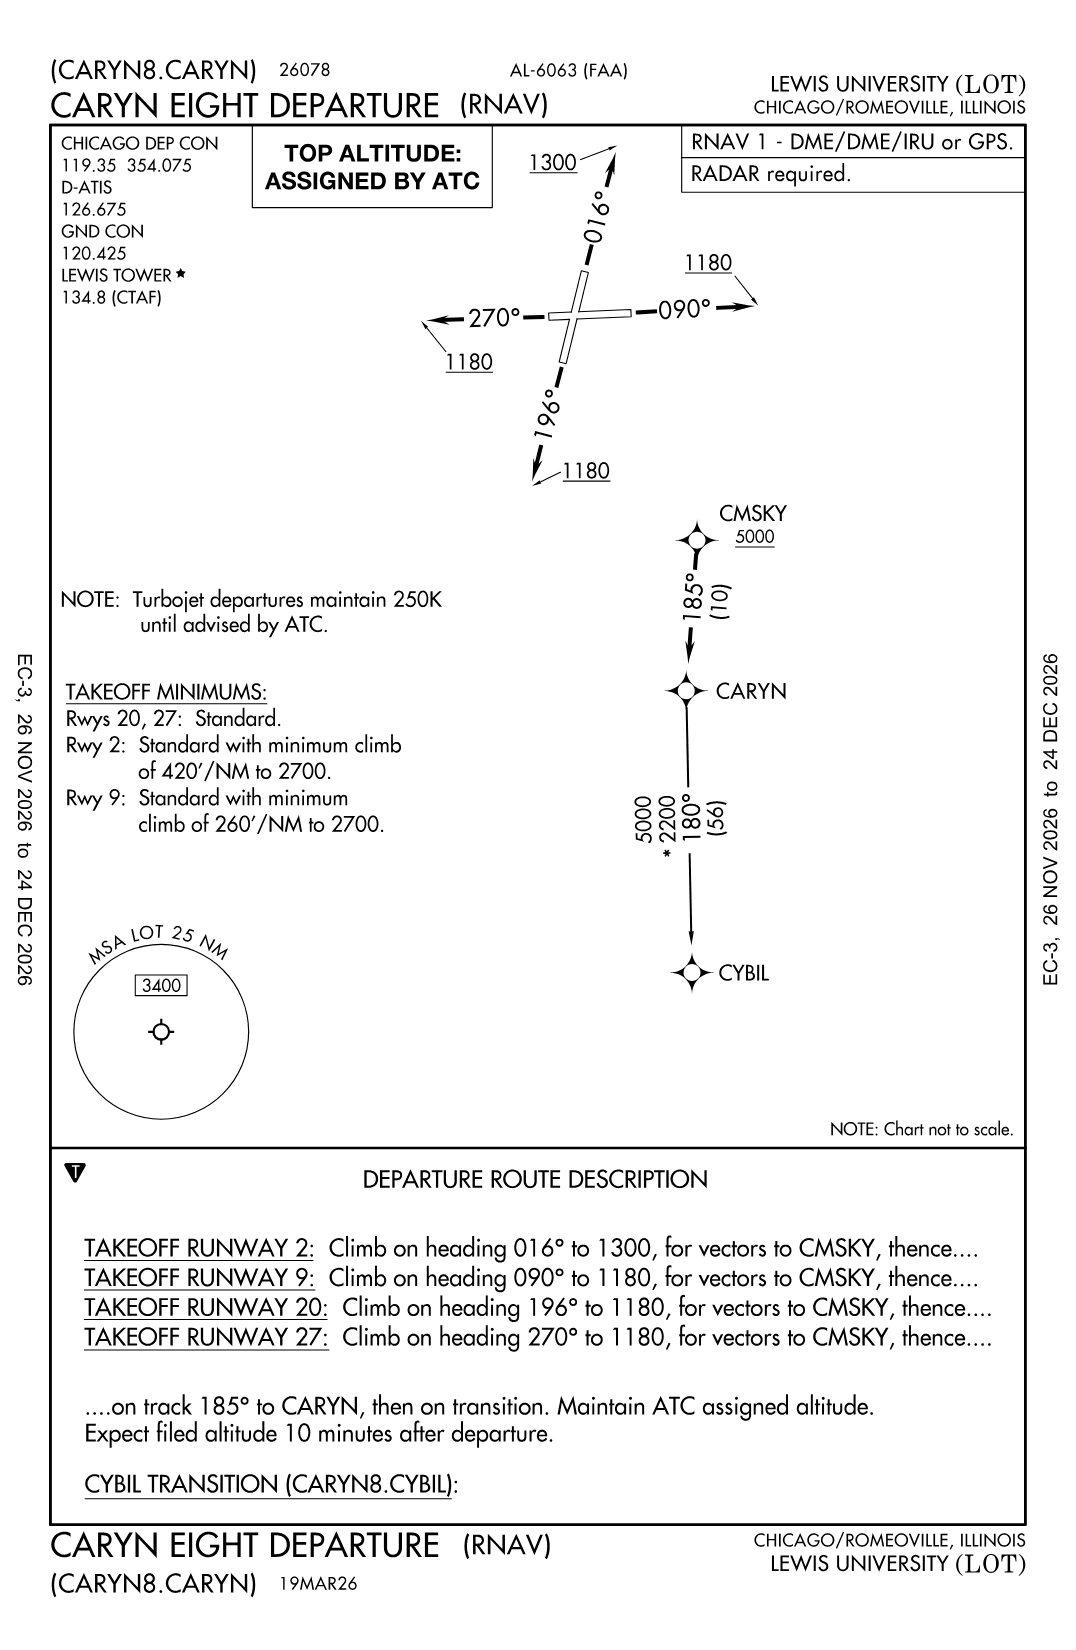 (CARYN8.CARYN) 26078
AL-6063 (FAA)
LEWIS UNIVERSITY (LOT)
CARYN EIGHT DEPARTURE (RNAV)
CHICAGO/ROMEOVILLE, ILLINOIS
CHICAGO DEP CON
119.35 354.075
D-ATIS
126.675
GND CON
120.425
LEWIS TOWER ★
134.8 (CTAF)
TOP ALTITUDE:
ASSIGNED BY ATC
RNAV 1 - DME/DME/IRU or GPS.
RADAR required.
1300
016°
1180
090°
270°
1180
196°
1180
CMSKY
5000
185°
(10)
CARYN
5000
* 2200
180°
(56)
CYBIL
NOTE: Turbojet departures maintain 250K
until advised by ATC.
TAKEOFF MINIMUMS:
Rwys 20, 27: Standard.
Rwy 2: Standard with minimum climb
of 420'/NM to 2700.
Rwy 9: Standard with minimum
climb of 260'/NM to 2700.
MSA LOT 25 NM
3400
NOTE: Chart not to scale.
EC-3, 26 NOV 2026 to 24 DEC 2026
EC-3, 26 NOV 2026 to 24 DEC 2026
T
DEPARTURE ROUTE DESCRIPTION
TAKEOFF RUNWAY 2: Climb on heading 016° to 1300, for vectors to CMSKY, thence....
TAKEOFF RUNWAY 9: Climb on heading 090° to 1180, for vectors to CMSKY, thence....
TAKEOFF RUNWAY 20: Climb on heading 196° to 1180, for vectors to CMSKY, thence....
TAKEOFF RUNWAY 27: Climb on heading 270° to 1180, for vectors to CMSKY, thence....
....on track 185° to CARYN, then on transition. Maintain ATC assigned altitude.
Expect filed altitude 10 minutes after departure.
CYBIL TRANSITION (CARYN8.CYBIL):
CARYN EIGHT DEPARTURE (RNAV)
CHICAGO/ROMEOVILLE, ILLINOIS
LEWIS UNIVERSITY (LOT)
(CARYN8.CARYN) 19MAR26